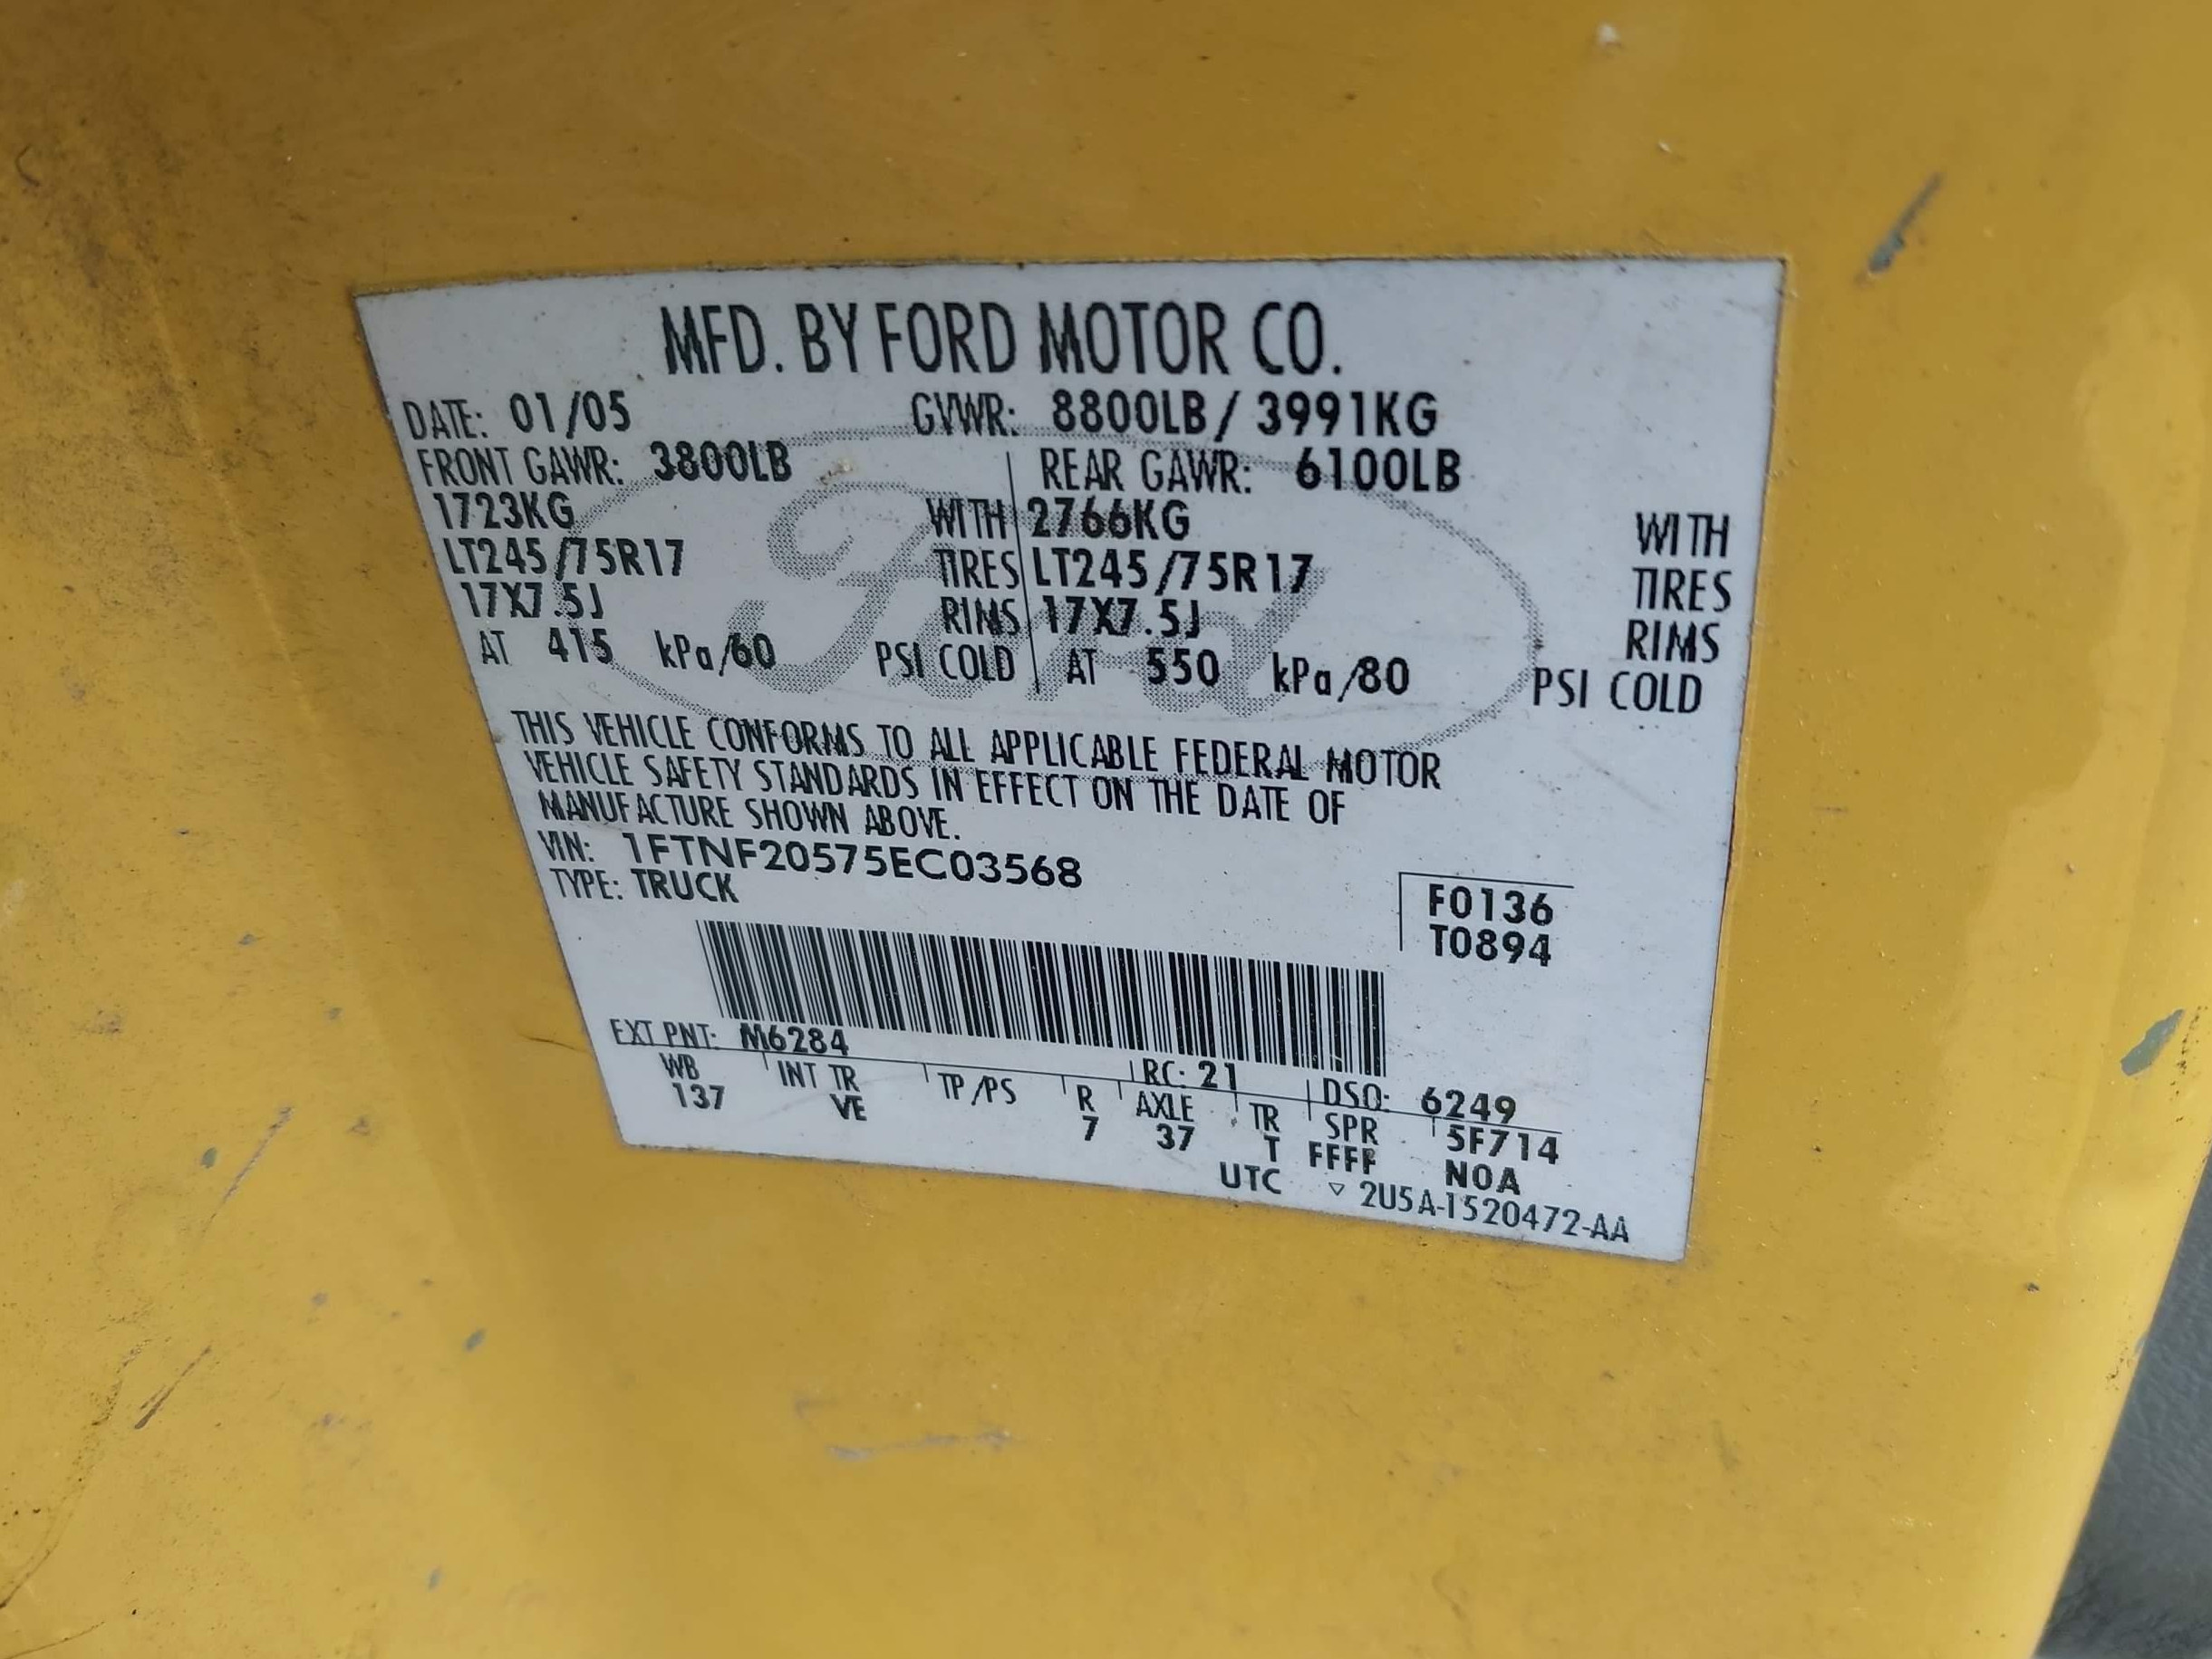 MFD. BY FORD MOTOR CO.
DATE: 01/05 GVWR: 8800LB / 3991KG
FRONT GAWR: 3800LB REAR GAWR: 6100LB
1723KG WITH 2766KG WITH
LT245/75R17 TIRES LT245/75R17 TIRES
17X7.5J RIMS 17X7.5J RIMS
AT 415 kPa/60 PSI COLD AT 550 kPa/80 PSI COLD
THIS VEHICLE CONFORMS TO ALL APPLICABLE FEDERAL MOTOR
VEHICLE SAFETY STANDARDS IN EFFECT ON THE DATE OF
MANUFACTURE SHOWN ABOVE.
VIN: 1FTNF20575EC03568
TYPE: TRUCK
F0136
T0894
EXT PNT: M6284 RC: 21 DSO: 6249
WB INT TR TP/PS R AXLE TR SPR 5F714
137 VE 7 37 T FFFF N0A
UTC ▽ 2U5A-1520472-AA
Ford